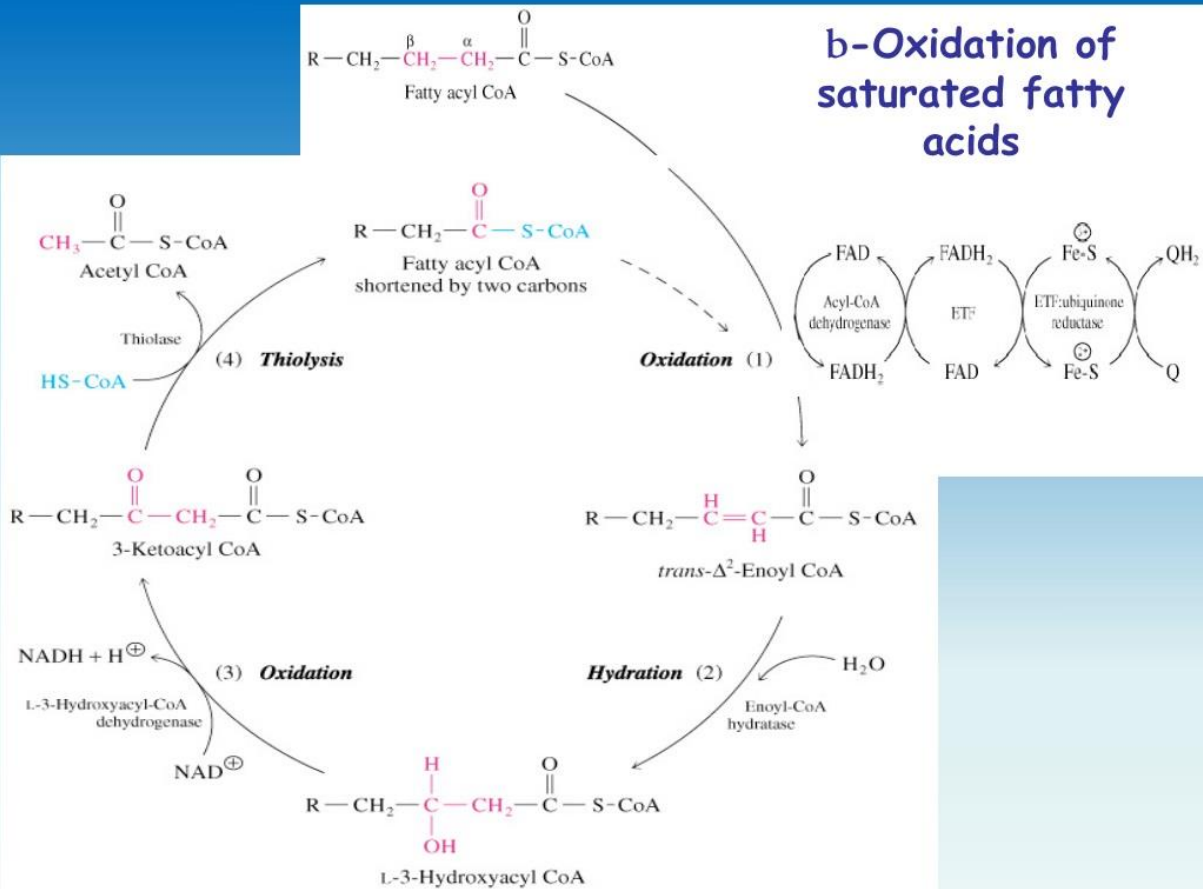 b-Oxidation of
saturated fatty
acids
O
β α ||
R—CH₂—CH₂—CH₂—C—S-CoA
Fatty acyl CoA
O
||
CH₃—C—S-CoA
Acetyl CoA
O
||
R—CH₂—C—S-CoA
Fatty acyl CoA
shortened by two carbons
Thiolase
HS-CoA
(4) Thiolysis
Oxidation (1)
FAD FADH₂ Fe-S QH₂
Acyl-CoA
dehydrogenase
ETF
ETF:ubiquinone
reductase
FADH₂ FAD Fe-S Q
O O
|| ||
R—CH₂—C—CH₂—C—S-CoA
3-Ketoacyl CoA
H O
||
R—CH₂—C=C—C—S-CoA
H
trans-Δ²-Enoyl CoA
NADH + H⊕
(3) Oxidation
L-3-Hydroxyacyl-CoA
dehydrogenase
NAD⊕
Hydration (2)
H₂O
Enoyl-CoA
hydratase
H O
| ||
R—CH₂—C—CH₂—C—S-CoA
|
OH
L-3-Hydroxyacyl CoA